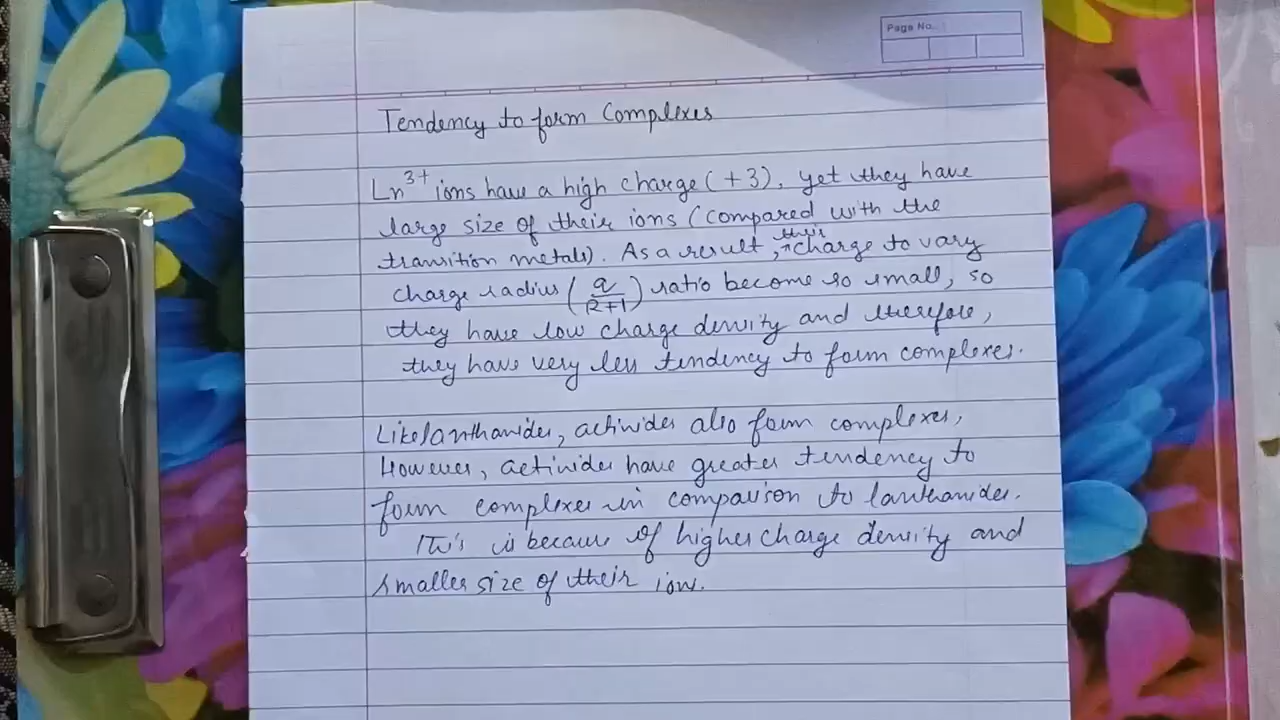 Page No.
Tendency to form Complexes
Ln³⁺ ions have a high charge (+3), yet they have
large size of their ions (compared with the
transition metals). As a result, their charge to vary
charge radius (q/R+1) ratio become so small, so
they have low charge density and therefore,
they have very less tendency to form complexes.
Like lanthanides, actinides also form complexes,
However, actinides have greater tendency to
form complexes in comparison to lanthanides.
This is because of higher charge density and
smaller size of their ions.